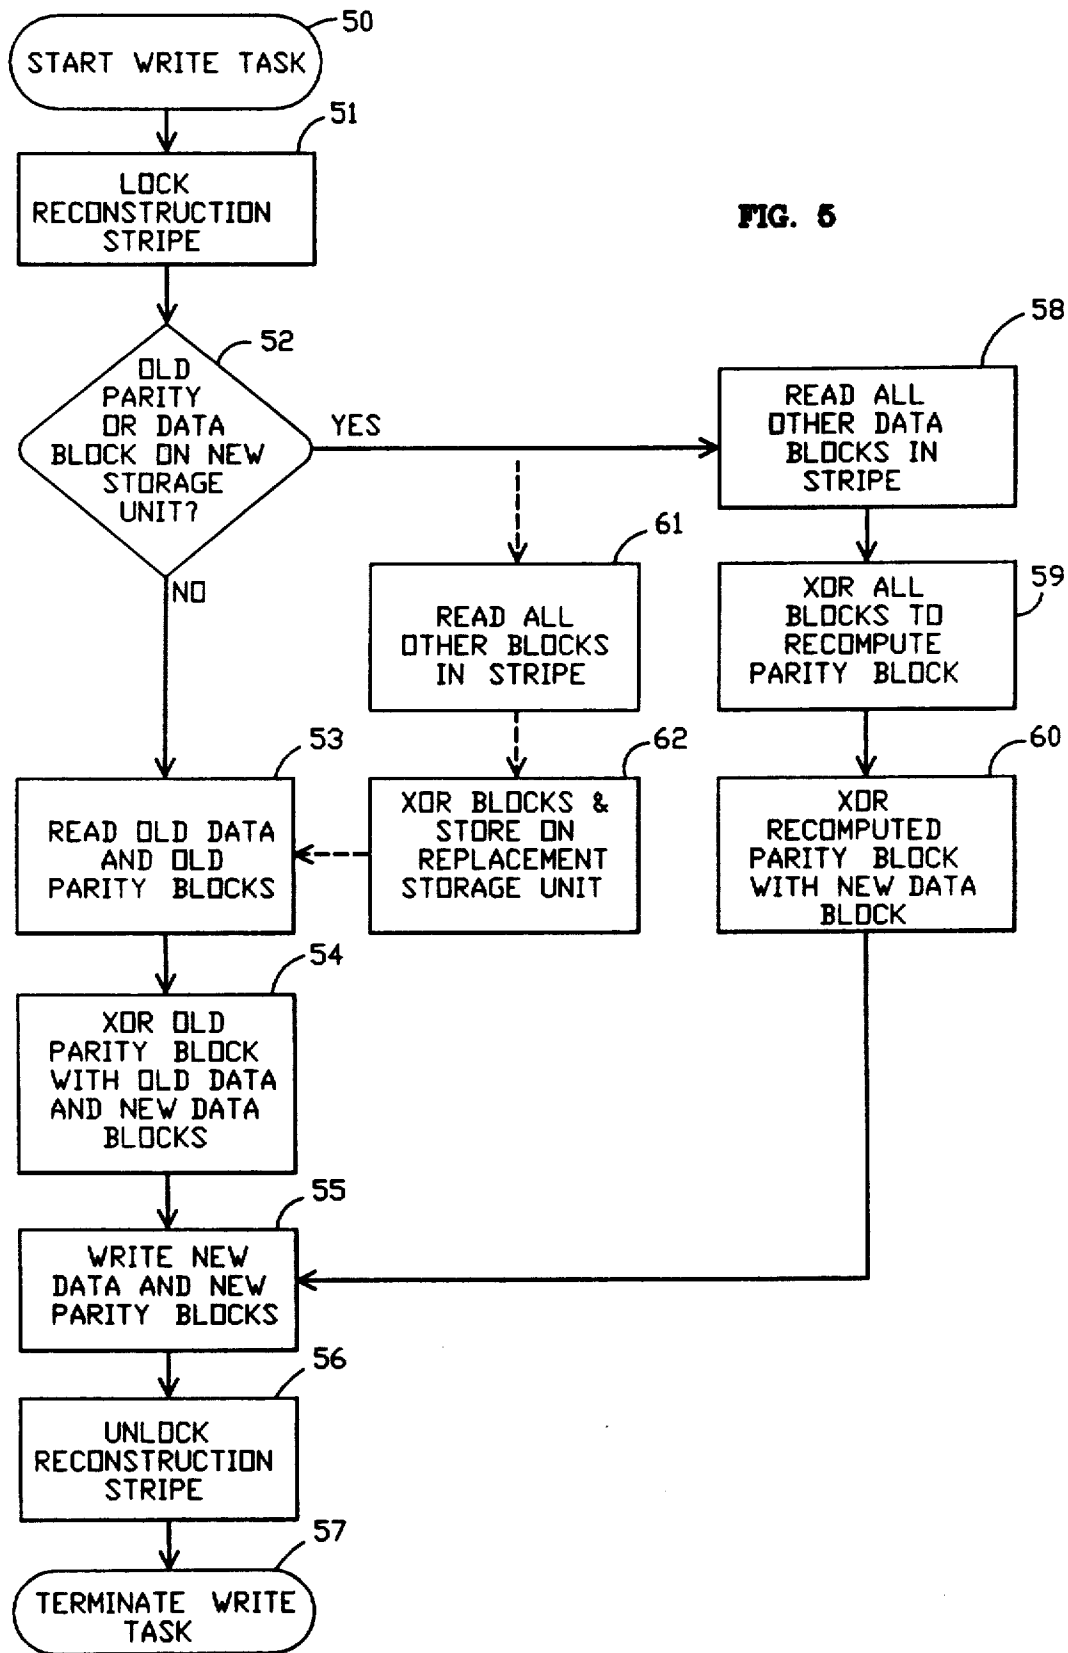 50
START WRITE TASK
51
LOCK
RECONSTRUCTION
STRIPE
FIG. 5
52
OLD
PARITY
OR DATA
BLOCK ON NEW
STORAGE
UNIT?
YES
NO
58
READ ALL
OTHER DATA
BLOCKS IN
STRIPE
61
READ ALL
OTHER BLOCKS
IN STRIPE
59
XOR ALL
BLOCKS TO
RECOMPUTE
PARITY BLOCK
53
READ OLD DATA
AND OLD
PARITY BLOCKS
62
XOR BLOCKS &
STORE ON
REPLACEMENT
STORAGE UNIT
60
XOR
RECOMPUTED
PARITY BLOCK
WITH NEW DATA
BLOCK
54
XOR OLD
PARITY BLOCK
WITH OLD DATA
AND NEW DATA
BLOCKS
55
WRITE NEW
DATA AND NEW
PARITY BLOCKS
56
UNLOCK
RECONSTRUCTION
STRIPE
57
TERMINATE WRITE
TASK